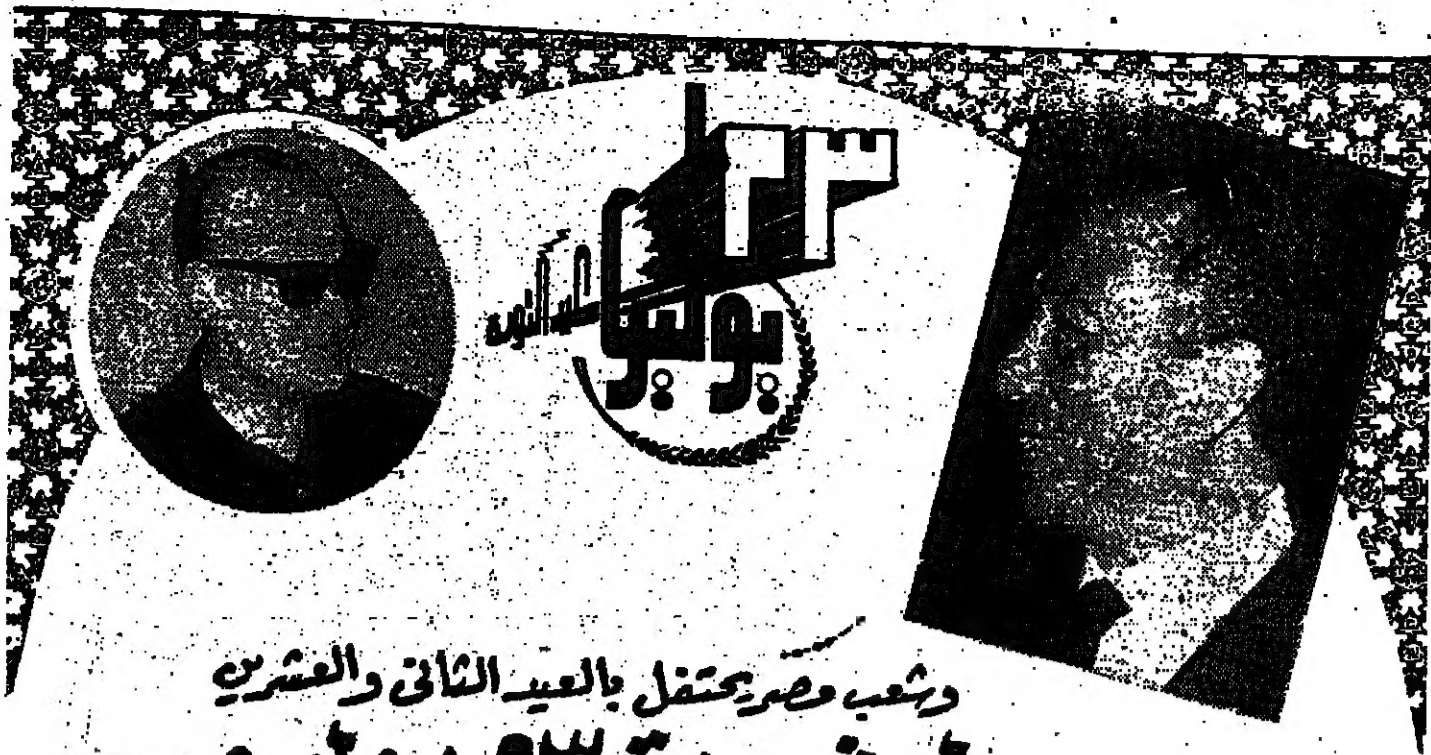 ٢٣
يوليو
عيد الثورة
وشعب مصر يحتفل بالعيد الثانى والعشرين